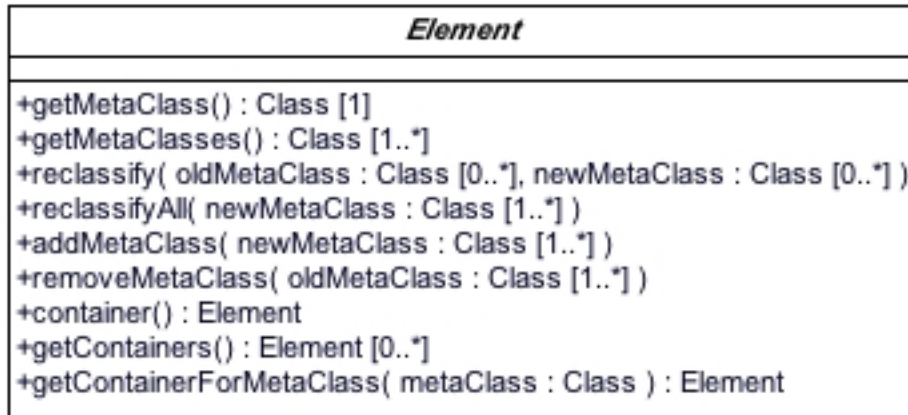 Element
+getMetaClass() : Class [1]
+getMetaClasses() : Class [1..*]
+reclassify( oldMetaClass : Class [0..*], newMetaClass : Class [0..*] )
+reclassifyAll( newMetaClass : Class [1..*] )
+addMetaClass( newMetaClass : Class [1..*] )
+removeMetaClass( oldMetaClass : Class [1..*] )
+container() : Element
+getContainers() : Element [0..*]
+getContainerForMetaClass( metaClass : Class ) : Element